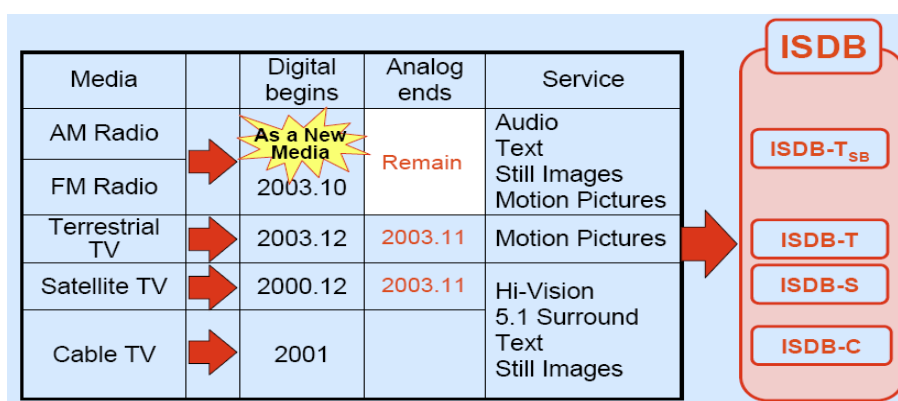 ISDB
Media
Digital
begins
Analog
ends
Service
AM Radio
As a New
Media
Remain
Audio
Text
Still Images
Motion Pictures
ISDB-TSB
FM Radio
2003.10
Terrestrial
TV
2003.12
2003.11
Motion Pictures
ISDB-T
Satellite TV
2000.12
2003.11
Hi-Vision
5.1 Surround
Text
Still Images
ISDB-S
Cable TV
2001
ISDB-C